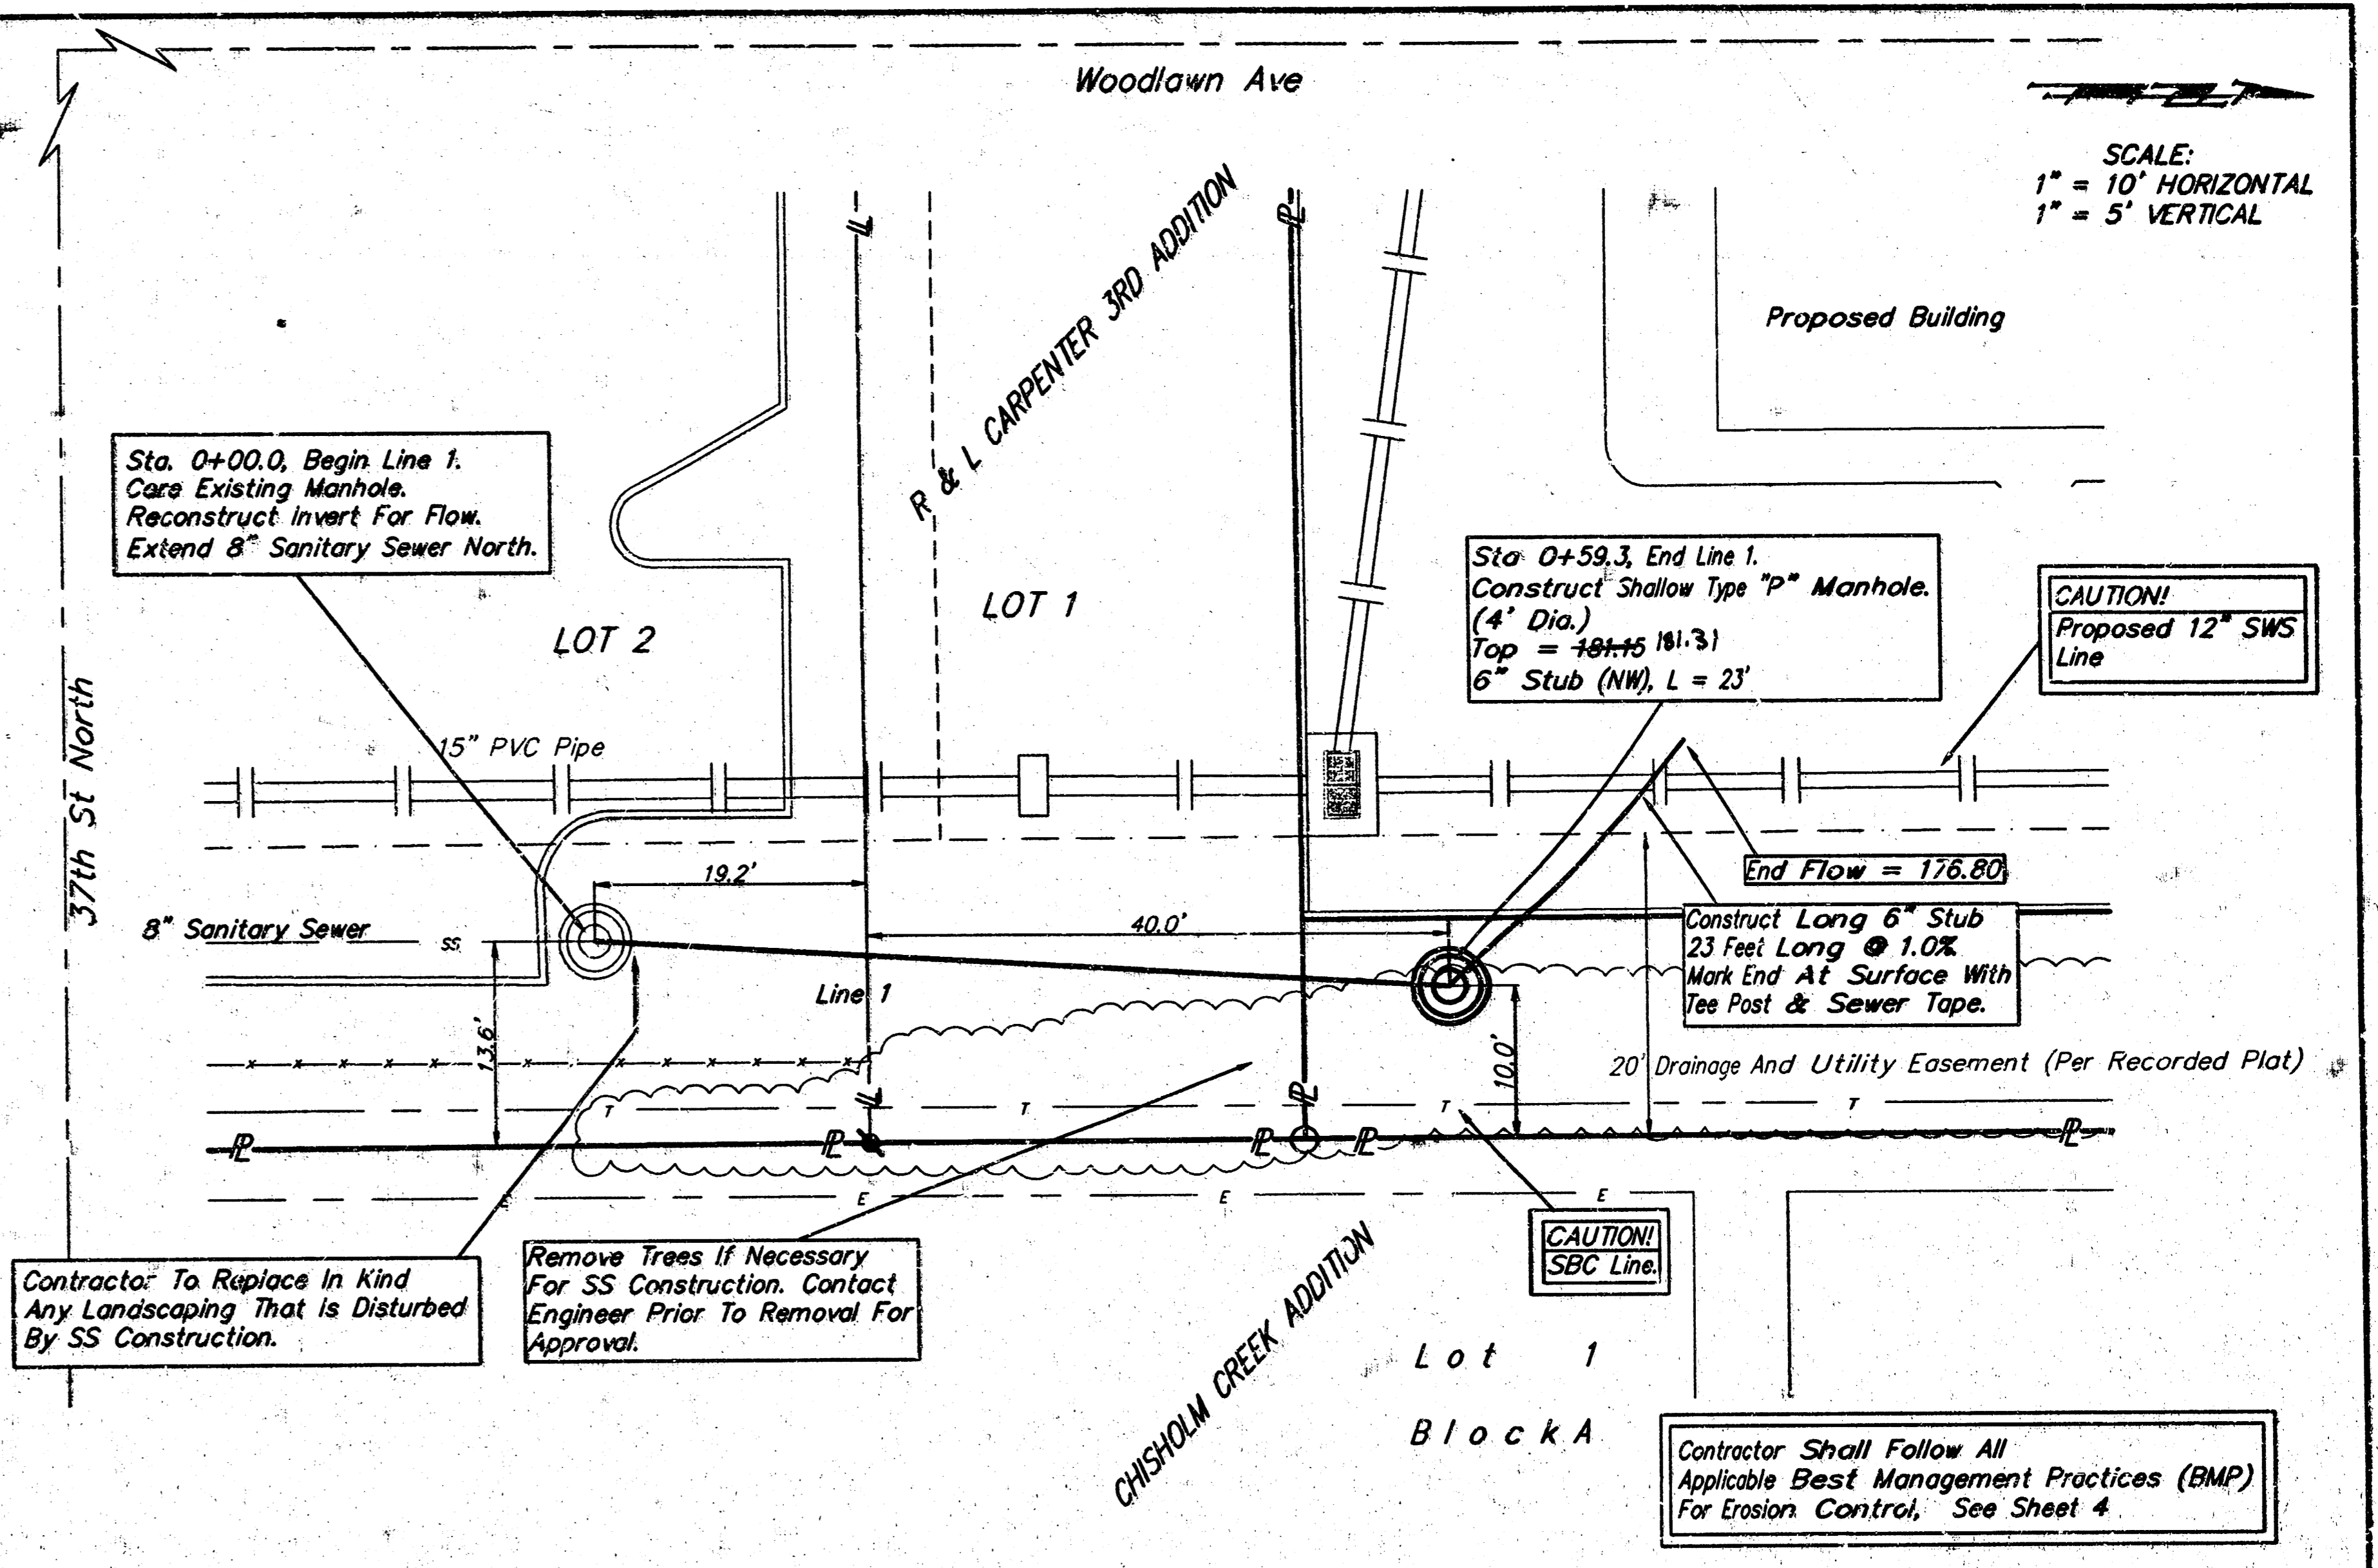 Woodlawn Ave
SCALE:
1" = 10' HORIZONTAL
1" = 5' VERTICAL
Proposed Building
R & L CARPENTER 3RD ADDITION
Sta. 0+00.0, Begin Line 1.
Core Existing Manhole.
Reconstruct Invert For Flow.
Extend 8" Sanitary Sewer North.
LOT 2
LOT 1
Sta 0+59.3, End Line 1.
Construct Shallow Type "P" Manhole.
(4' Dia.)
Top = 181.15 181.31
6" Stub (NW), L = 23'
CAUTION!
Proposed 12" SWS
Line
37th St North
15" PVC Pipe
19.2'
End Flow = 176.80
8" Sanitary Sewer
SS
40.0'
Construct Long 6" Stub
23 Feet Long @ 1.0%
Mark End At Surface With
Tee Post & Sewer Tape.
Line 1
13.6'
10.0'
20' Drainage And Utility Easement (Per Recorded Plat)
x x x x x x x x x x x x x
T T T T
PL PL PL PL PL
E E E E
CAUTION!
SBC Line.
Contractor To Replace In Kind
Any Landscaping That Is Disturbed
By SS Construction.
Remove Trees If Necessary
For SS Construction. Contact
Engineer Prior To Removal For
Approval.
CHISHOLM CREEK ADDITION
Lot 1
Block A
Contractor Shall Follow All
Applicable Best Management Practices (BMP)
For Erosion Control, See Sheet 4